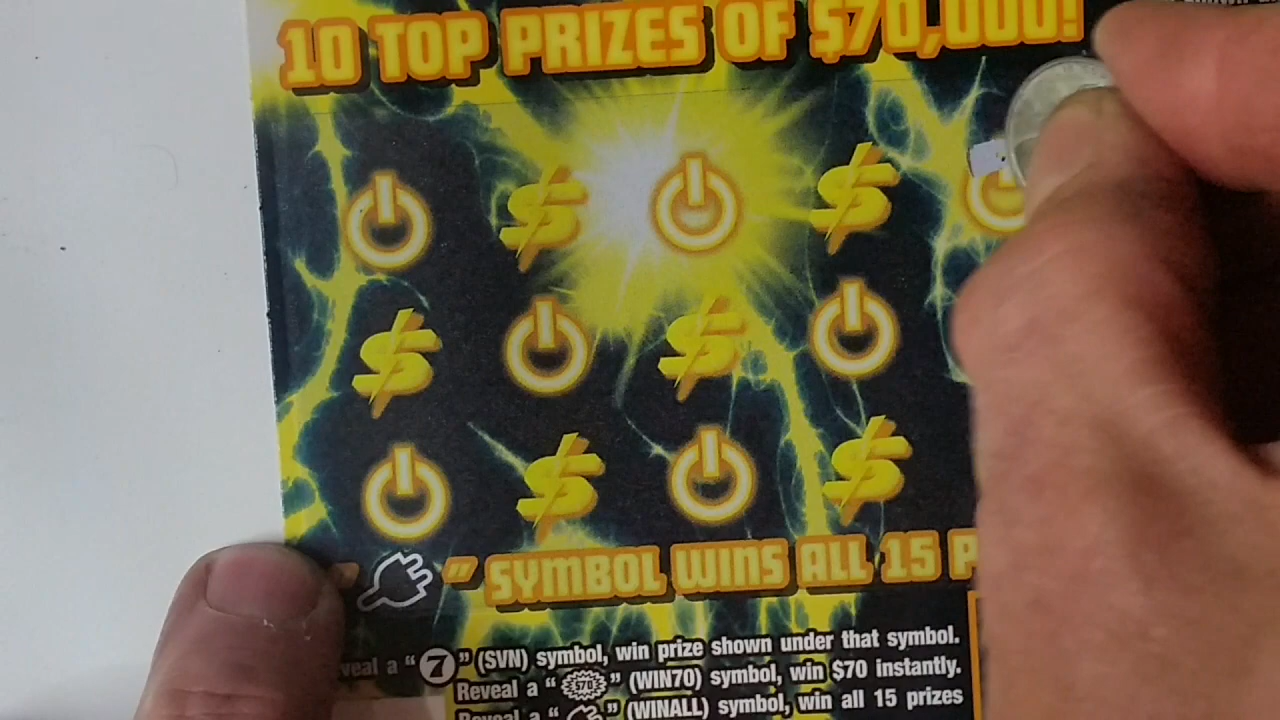 10 TOP PRIZES OF $70,000!
" " SYMBOL WINS ALL 15
a "7" (SVN) symbol, win prize shown under that symbol.
Reveal a "$70" (WIN70) symbol, win $70 instantly.
Reveal a " " (WINALL) symbol, win all 15 prizes